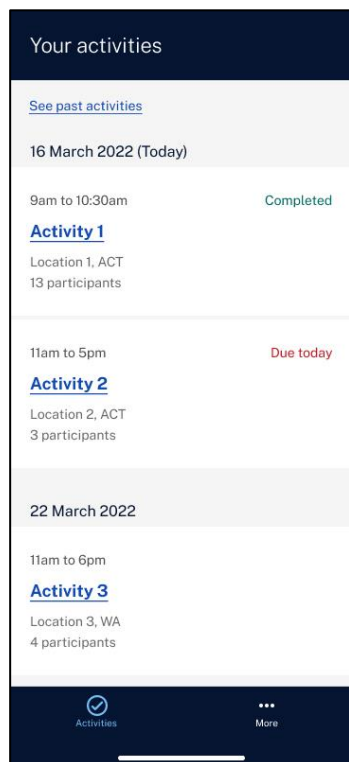 Your activities
See past activities
16 March 2022 (Today)
9am to 10:30am Completed
Activity 1
Location 1, ACT
13 participants
11am to 5pm Due today
Activity 2
Location 2, ACT
3 participants
22 March 2022
11am to 6pm
Activity 3
Location 3, WA
4 participants
Activities More